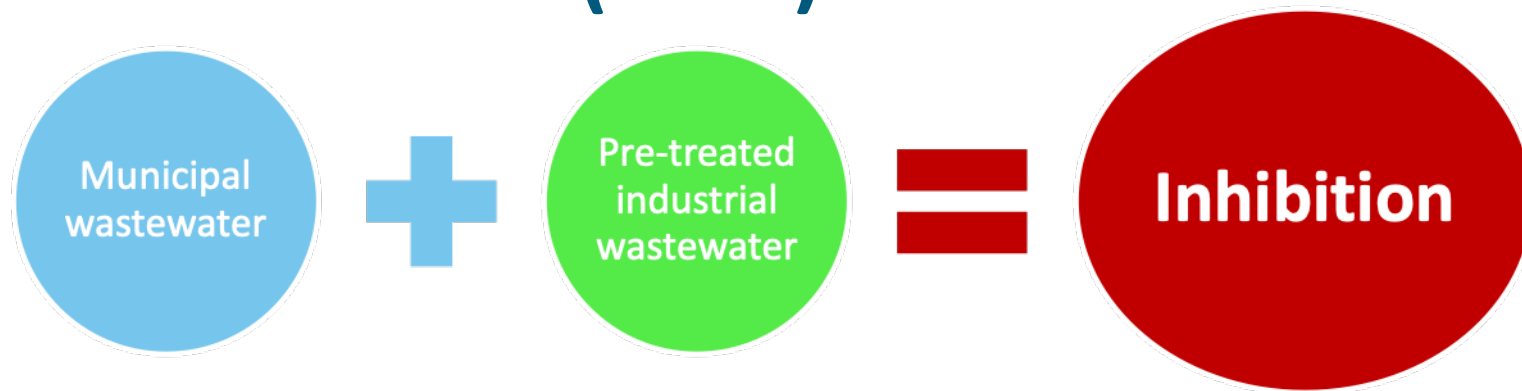 Municipal
wastewater
Pre-treated
industrial
wastewater
Inhibition